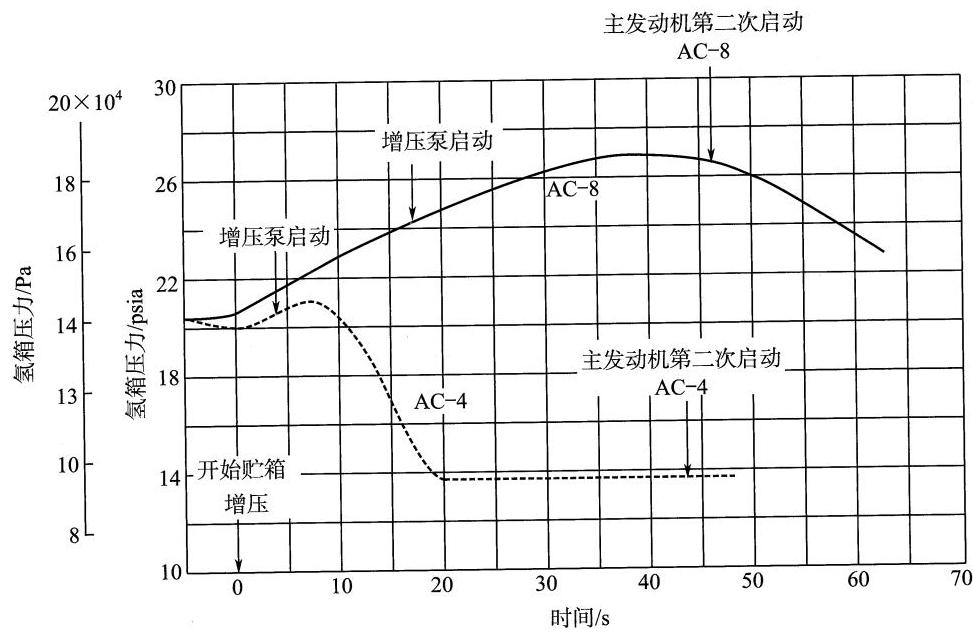 主发动机第二次启动
AC-8
20×10⁴
30
增压泵启动
18
26
AC-8
增压泵启动
16
22
氢箱压力/Pa
14
氢箱压力/psia
主发动机第二次启动
18
AC-4
13
AC-4
10
14
开始贮箱
增压
8
10
0
10
20
30
40
50
60
70
时间/s